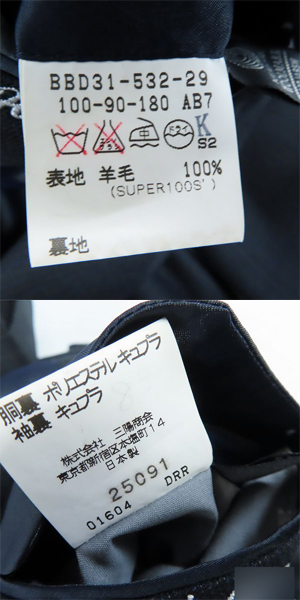 BBD31-532-29
100-90-180 AB7
ドライ
K
S2
表地 羊毛 100%
(SUPER100S')
裏地
胴裏 ポリエステル キュプラ
袖裏 キュプラ
株式会社 三陽商会
東京都新宿区本塩町14
日本製
25091
01604 DRR